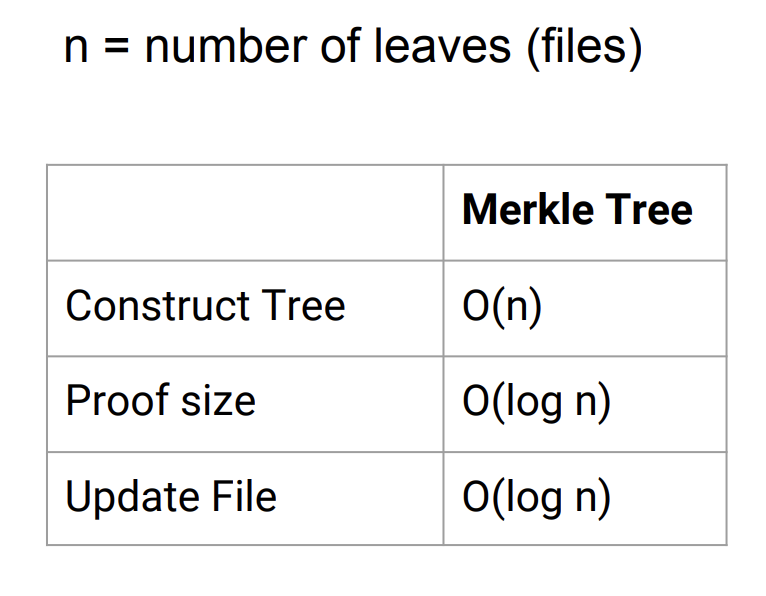 n = number of leaves (files)
Merkle Tree
Construct Tree O(n)
Proof size O(log n)
Update File O(log n)